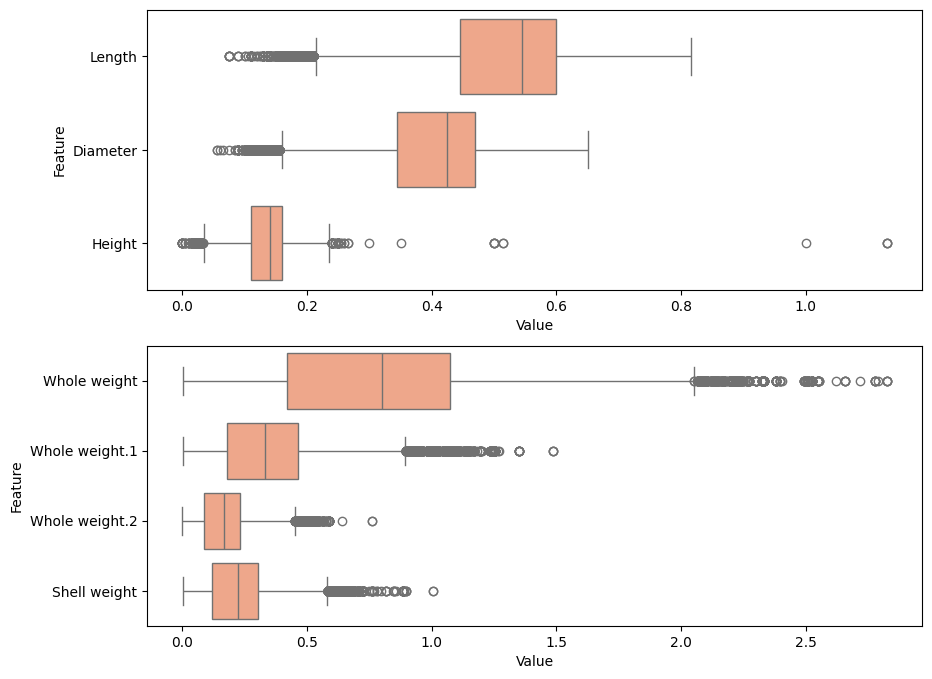 Length
Diameter
Height
Feature
0.0 0.2 0.4 0.6 0.8 1.0
Value
Whole weight
Whole weight.1
Whole weight.2
Shell weight
Feature
0.0 0.5 1.0 1.5 2.0 2.5
Value